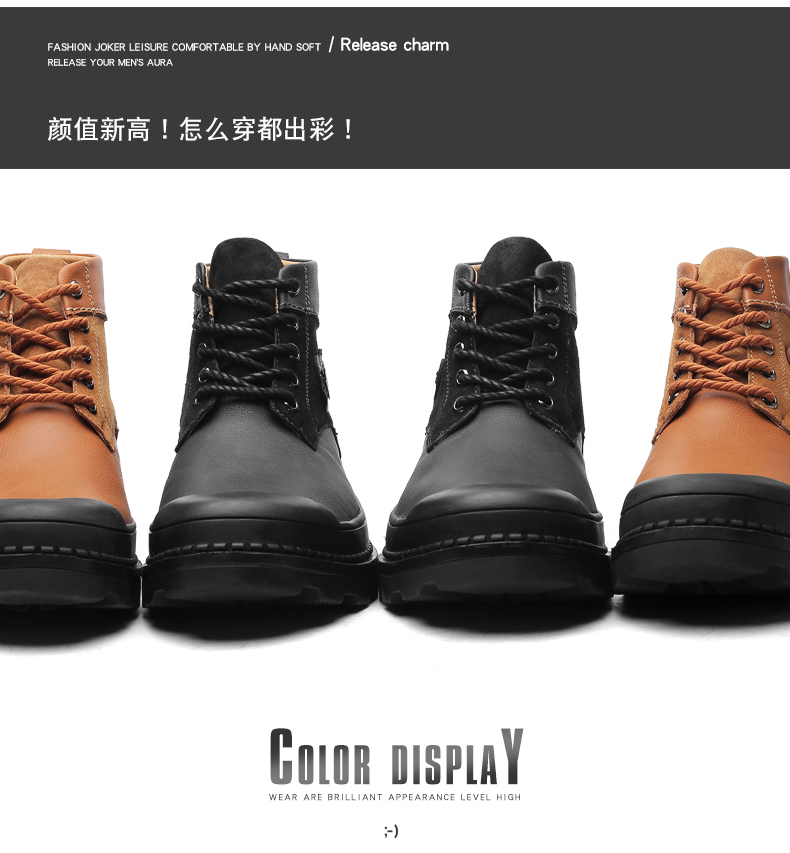 FASHION JOKER LEISURE COMFORTABLE BY HAND SOFT / Release charm
RELEASE YOUR MEN'S AURA
颜值新高！怎么穿都出彩！
COLOR DISPLAY
WEAR ARE BRILLIANT APPEARANCE LEVEL HIGH
;-)